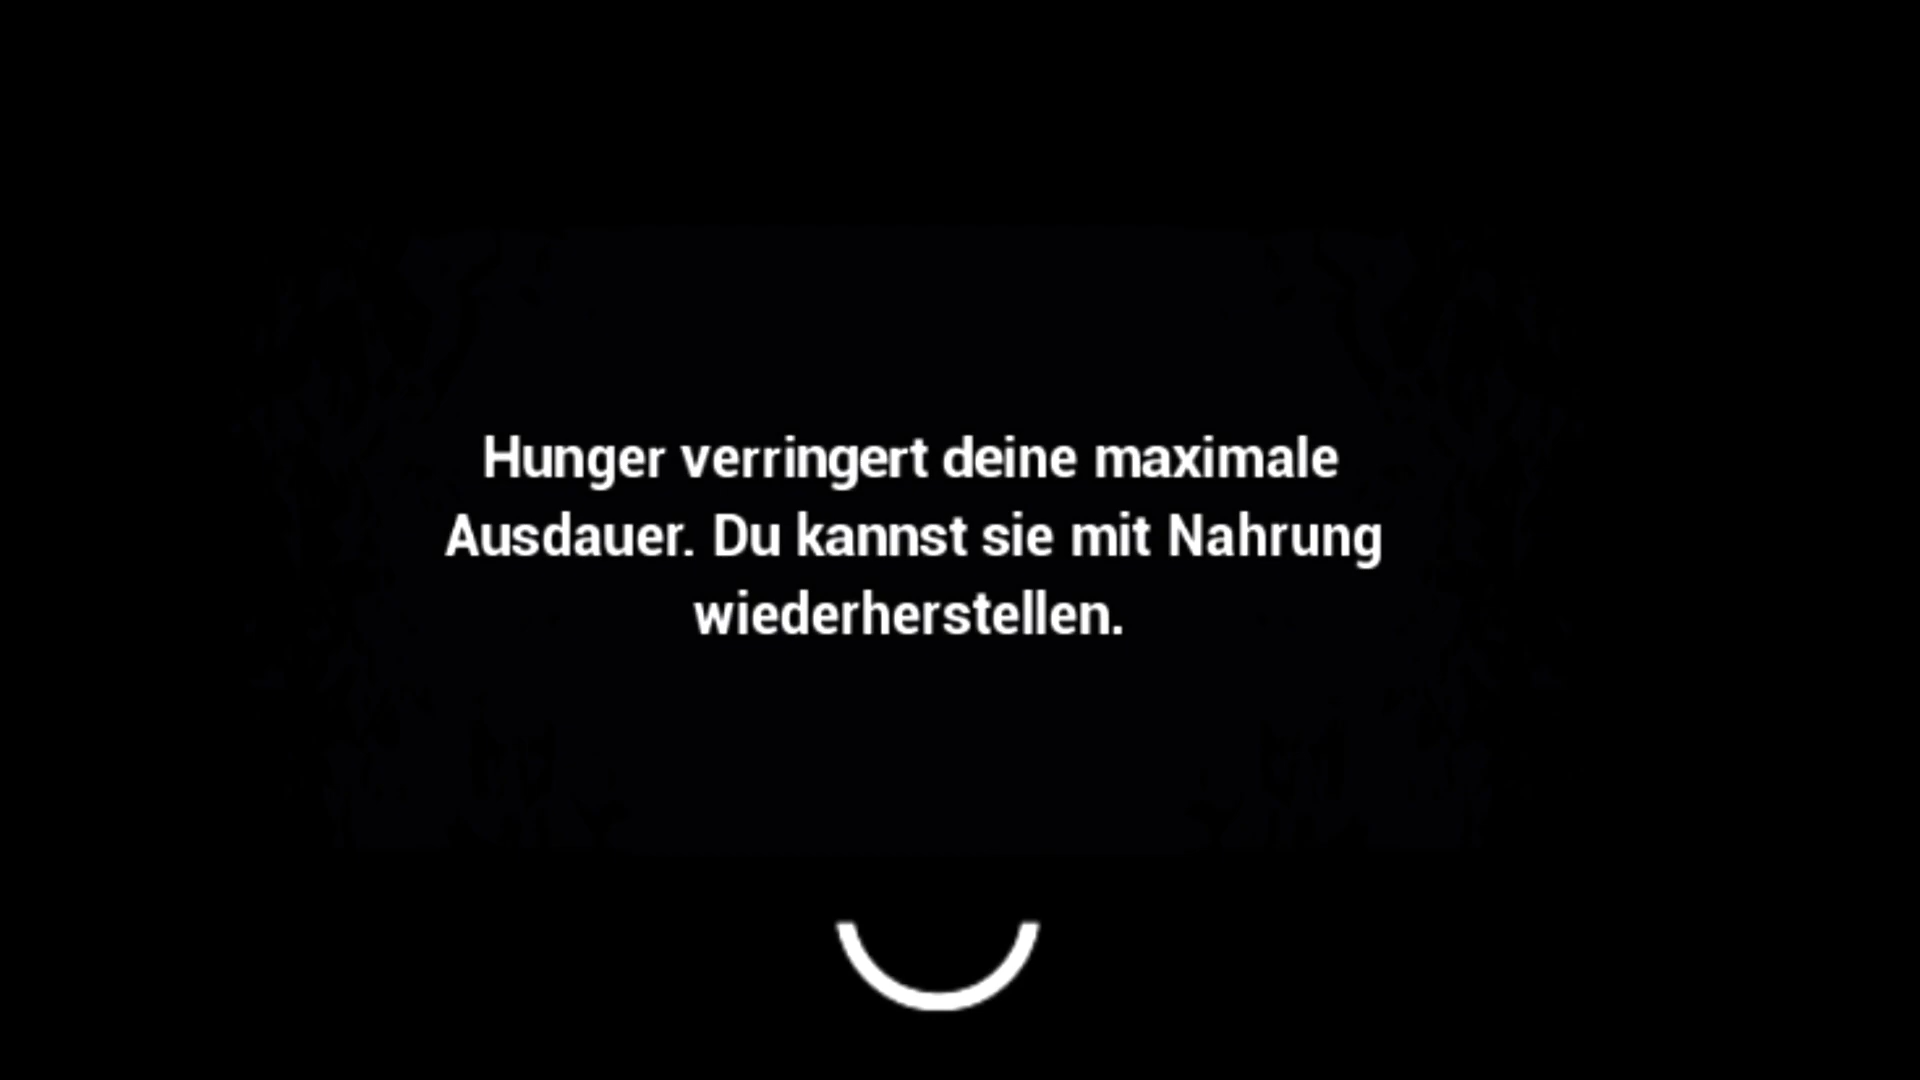 Hunger verringert deine maximale
Ausdauer. Du kannst sie mit Nahrung
wiederherstellen.